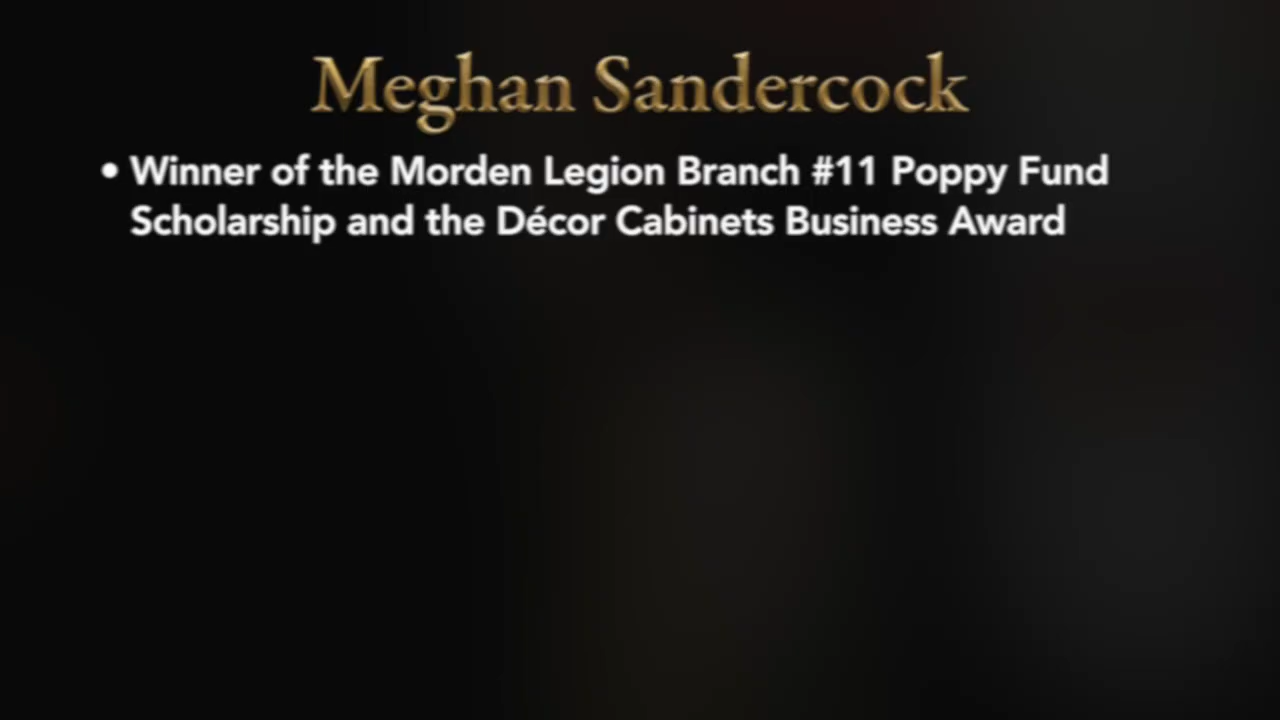 Meghan Sandercock
• Winner of the Morden Legion Branch #11 Poppy Fund
Scholarship and the Décor Cabinets Business Award